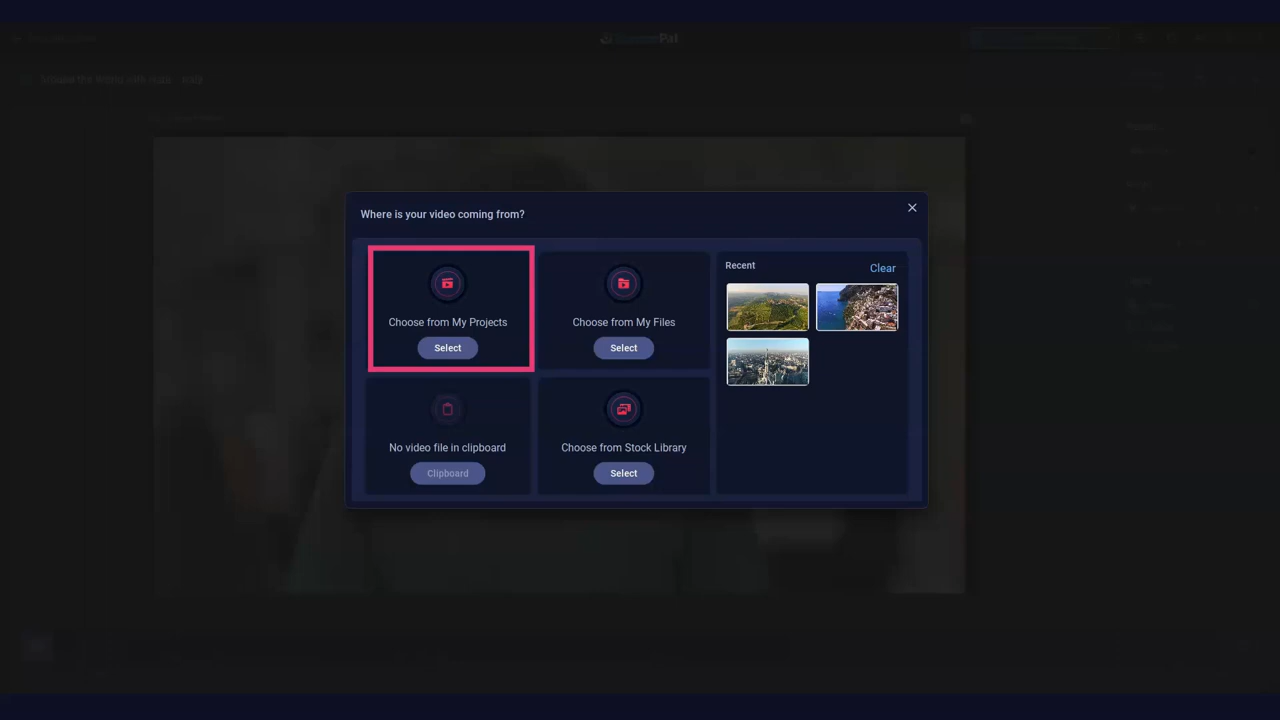 Where is your video coming from?
Choose from My Projects
Select
Choose from My Files
Select
Recent
Clear
No video file in clipboard
Clipboard
Choose from Stock Library
Select